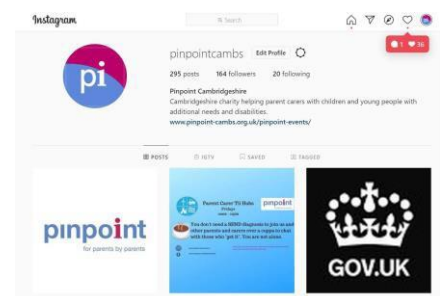 Instagram
Search
1 36
pi
pinpointcambs Edit Profile
295 posts 164 followers 20 following
Pinpoint Cambridgeshire
Cambridgeshire charity helping parent carers with children and young people with
additional needs and disabilities.
www.pinpoint-cambs.org.uk/pinpoint-events/
POSTS IGTV SAVED TAGGED
pinpoint
for parents by parents
Parent Carer
Fridays
pinpoint
You don't need a SEND diagnosis to join us and
other parents and carers over a cuppa to chat
with those who "get it". You are not alone.
GOV.UK